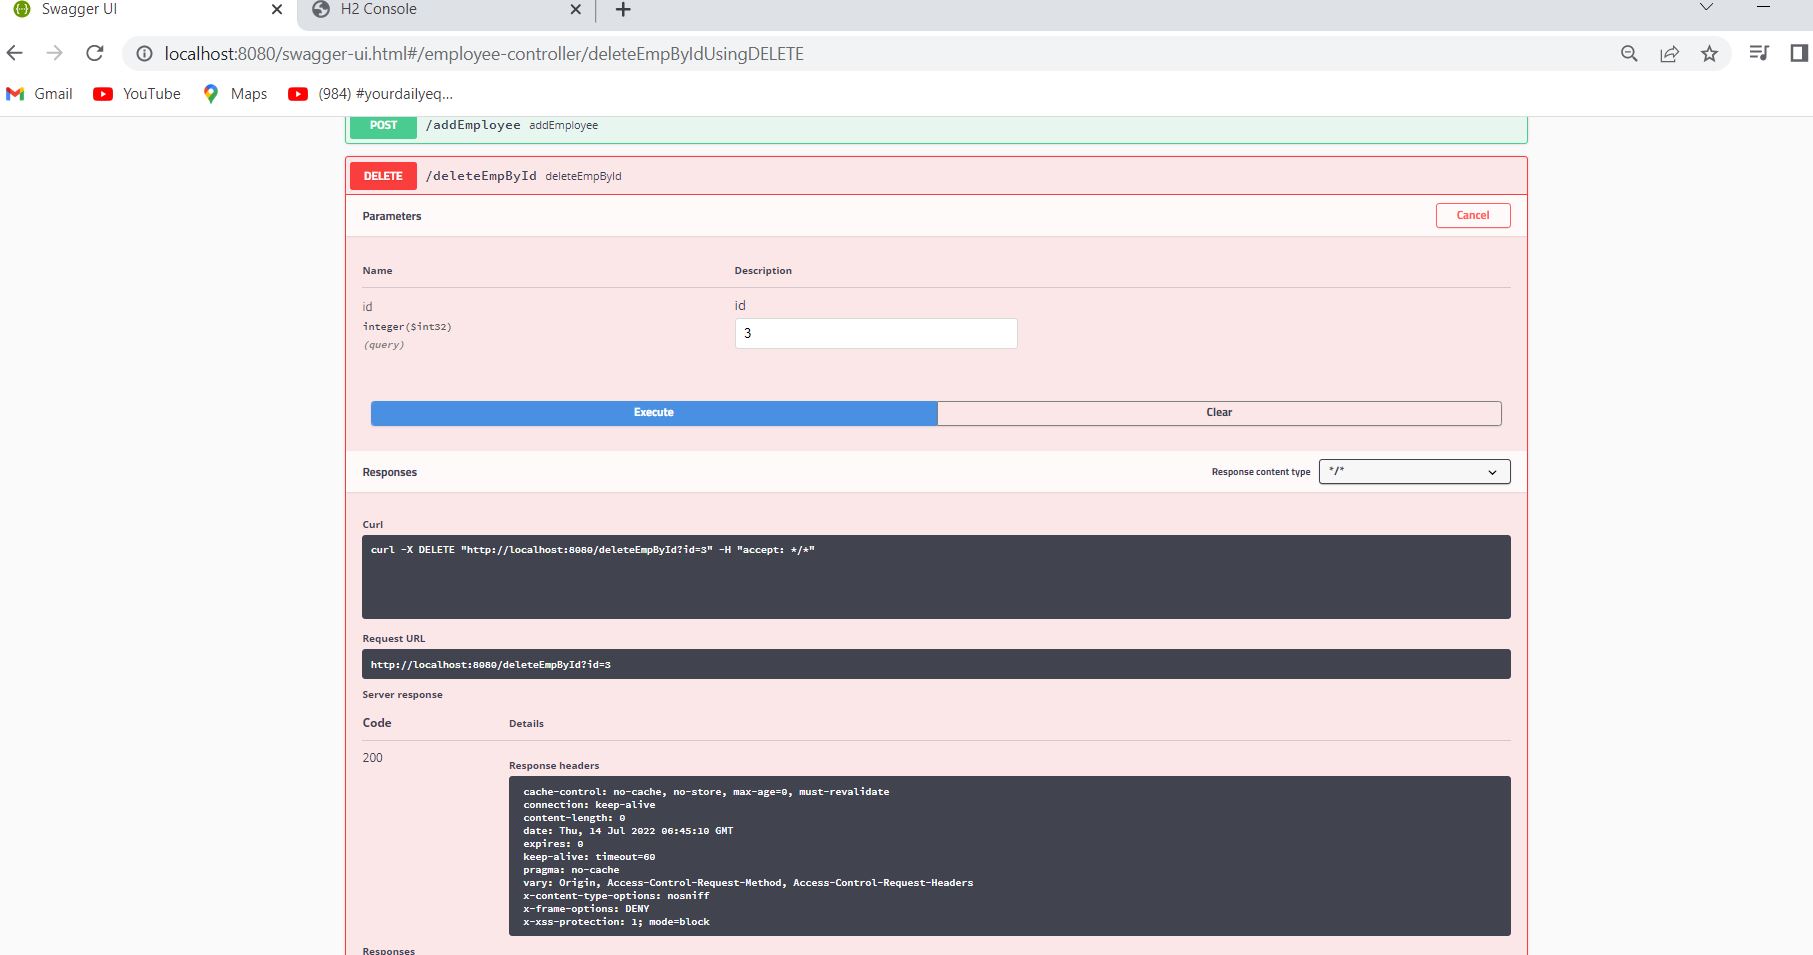 Swagger UI
H2 Console
localhost:8080/swagger-ui.html#/employee-controller/deleteEmpByIdUsingDELETE
Gmail YouTube Maps (984) #yourdailyeq...
POST /addEmployee addEmployee
DELETE /deleteEmpById deleteEmpById
Parameters Cancel
Name Description
id id
integer($int32) 3
(query)
Execute Clear
Responses Response content type */*
Curl
curl -X DELETE "http://localhost:8080/deleteEmpById?id=3" -H "accept: */*"
Request URL
http://localhost:8080/deleteEmpById?id=3
Server response
Code Details
200
Response headers
cache-control: no-cache, no-store, max-age=0, must-revalidate
connection: keep-alive
content-length: 0
date: Thu, 14 Jul 2022 06:45:10 GMT
expires: 0
keep-alive: timeout=60
pragma: no-cache
vary: Origin, Access-Control-Request-Method, Access-Control-Request-Headers
x-content-type-options: nosniff
x-frame-options: DENY
x-xss-protection: 1; mode=block
Responses